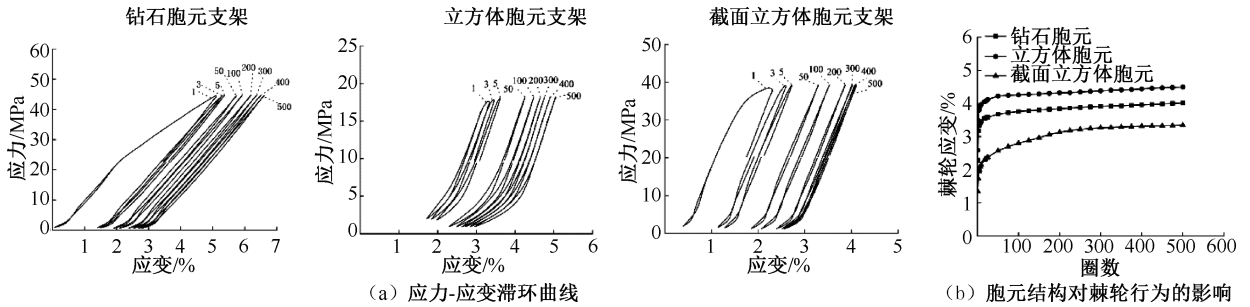 钻石胞元支架
应力/MPa
60
50
40
30
20
10
0
1 2 3 4 5 6 7
应变/%
1 3 5 50 100 200 300 400 500
立方体胞元支架
应力/MPa
25
20
15
10
5
0
1 2 3 4 5 6
应变/%
1 3 5 50 100 200 300 400 500
截面立方体胞元支架
应力/MPa
50
40
30
20
10
0
1 2 3 4 5
应变/%
1 3 5 50 100 200 300 400 500
(a) 应力-应变滞环曲线
棘轮应变/%
6
5
4
3
2
1
0
钻石胞元
立方体胞元
截面立方体胞元
100 200 300 400 500 600
圈数
(b) 胞元结构对棘轮行为的影响